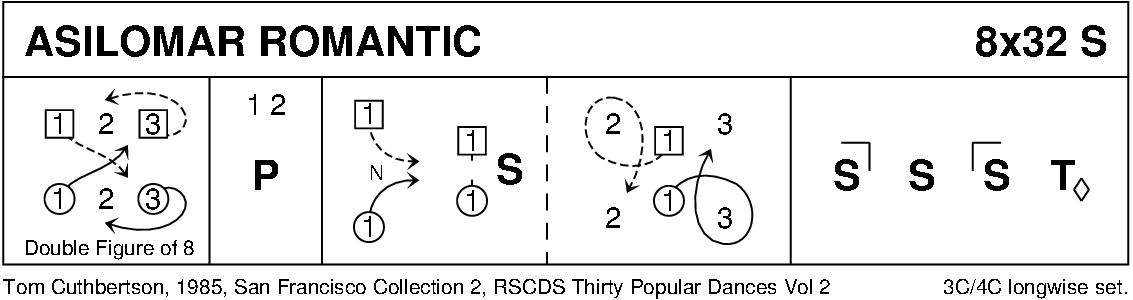 ASILOMAR ROMANTIC 8x32 S
1 2 3 1 2 1 1 2 1 3
P N S S S S T
1 2 3 1 1 2 1 3
Double Figure of 8
Tom Cuthbertson, 1985, San Francisco Collection 2, RSCDS Thirty Popular Dances Vol 2 3C/4C longwise set.